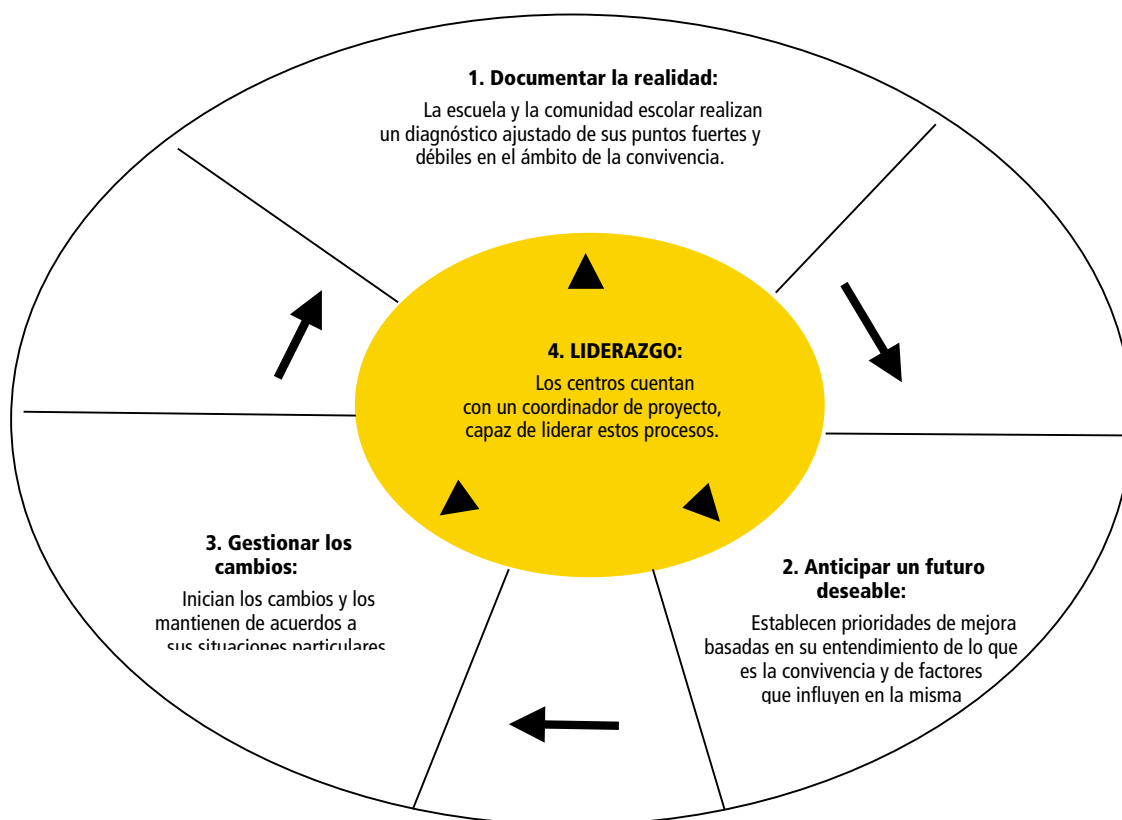 1. Documentar la realidad:
La escuela y la comunidad escolar realizan
un diagnóstico ajustado de sus puntos fuertes y
débiles en el ámbito de la convivencia.
4. LIDERAZGO:
Los centros cuentan
con un coordinador de proyecto,
capaz de liderar estos procesos.
2. Anticipar un futuro
deseable:
Establecen prioridades de mejora
basadas en su entendimiento de lo que
es la convivencia y de factores
que influyen en la misma
3. Gestionar los
cambios:
Inician los cambios y los
mantienen de acuerdos a
sus situaciones particulares